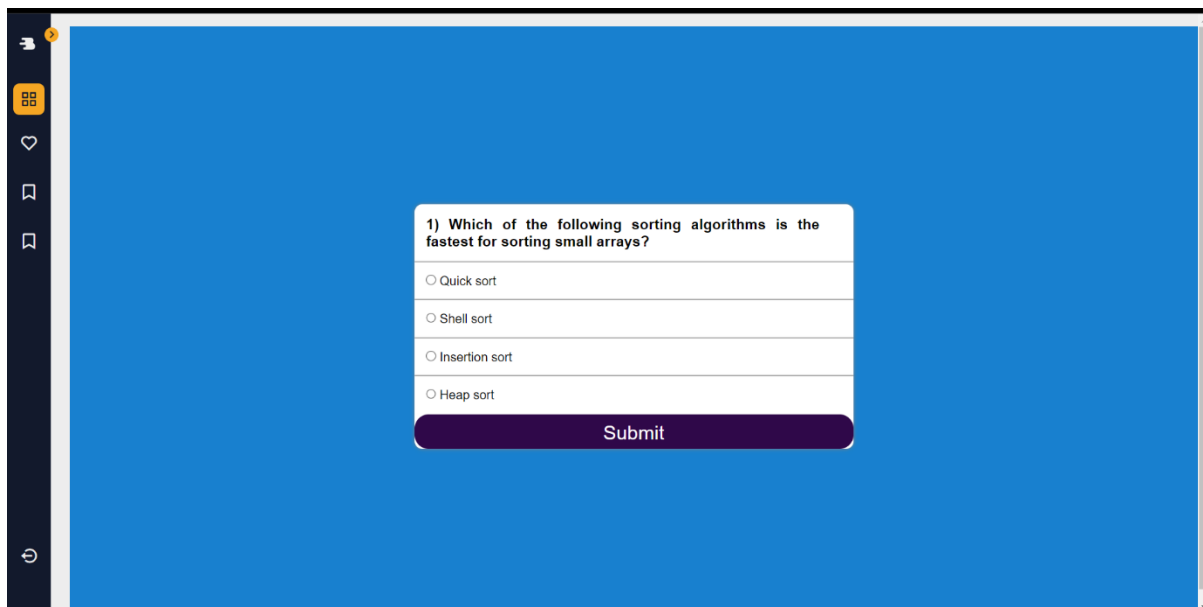 1) Which of the following sorting algorithms is the
fastest for sorting small arrays?
Quick sort
Shell sort
Insertion sort
Heap sort
Submit